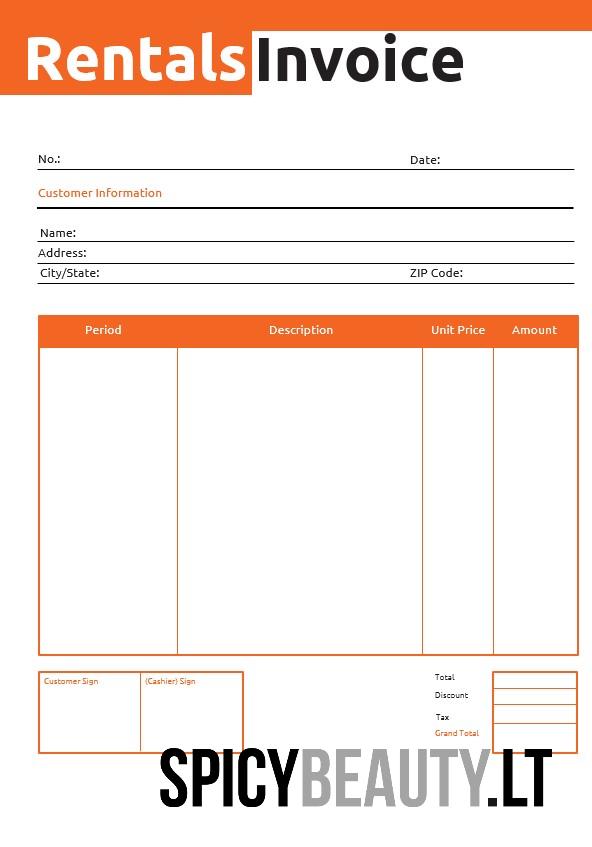 Rentals Invoice
No.: Date:
Customer Information
Name:
Address:
City/State: ZIP Code:
Period Description Unit Price Amount
Customer Sign (Cashier) Sign Total
Discount
Tax
Grand Total
SPICYBEAUTY.LT